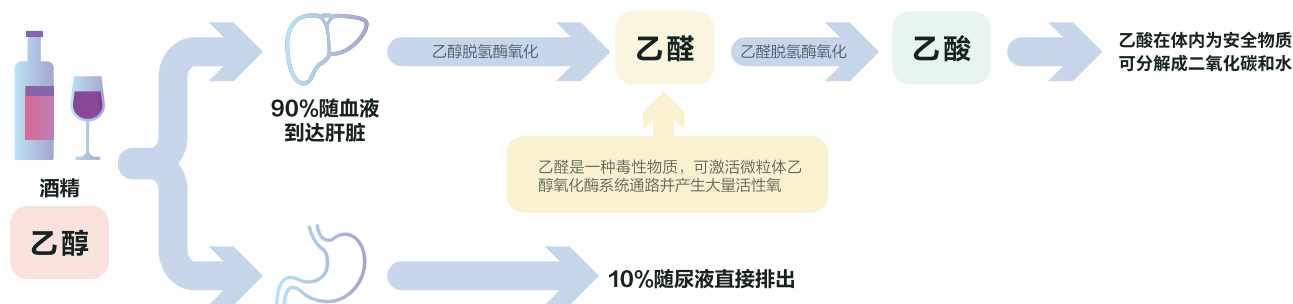 酒精
乙醇
90%随血液
到达肝脏
乙醇脱氢酶氧化
乙醛
乙醛脱氢酶氧化
乙酸
乙酸在体内为安全物质
可分解成二氧化碳和水
乙醛是一种毒性物质，可激活微粒体乙
醇氧化酶系统通路并产生大量活性氧
10%随尿液直接排出